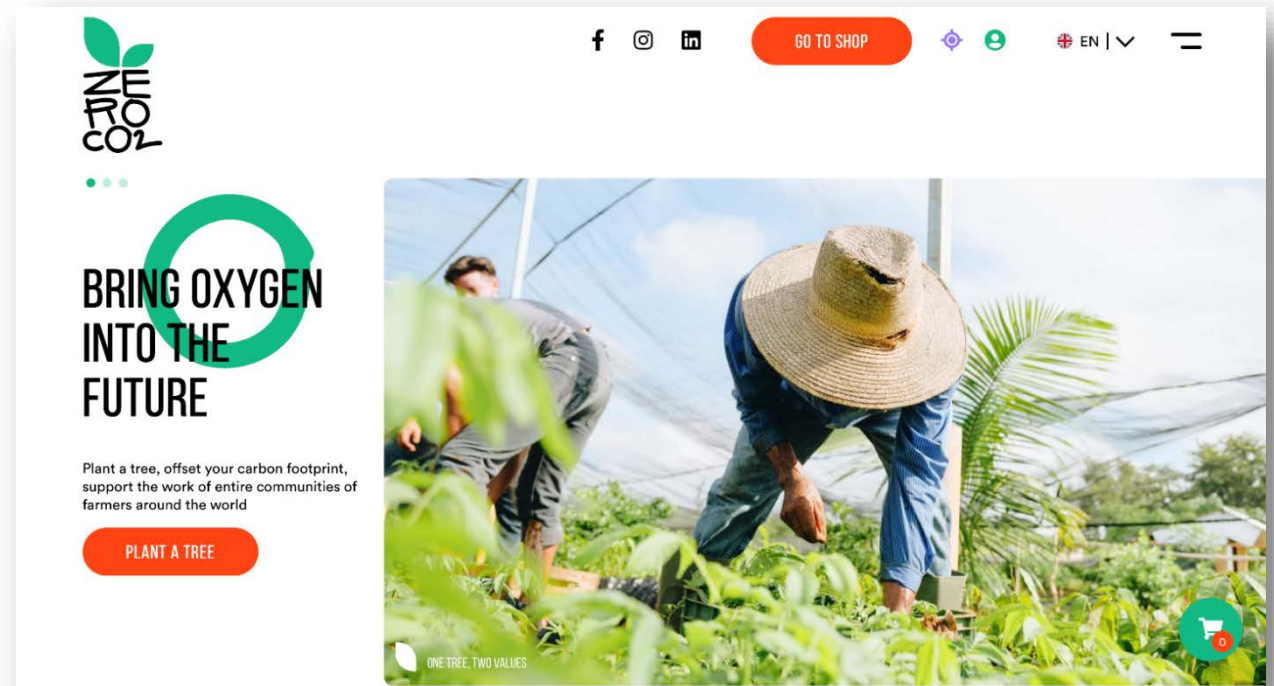 ZE
RO
CO2
GO TO SHOP
EN
BRING OXYGEN
INTO THE
FUTURE
Plant a tree, offset your carbon footprint,
support the work of entire communities of
farmers around the world
PLANT A TREE
ONE TREE, TWO VALUES
0